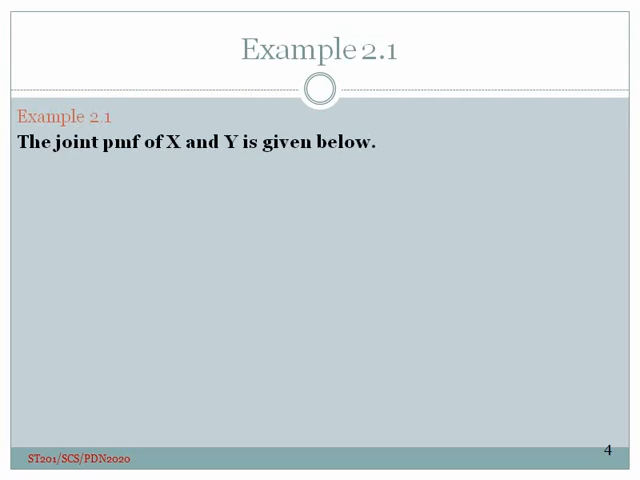 Example 2.1
Example 2.1
The joint pmf of X and Y is given below.
4
ST201/SCS/PDN2020